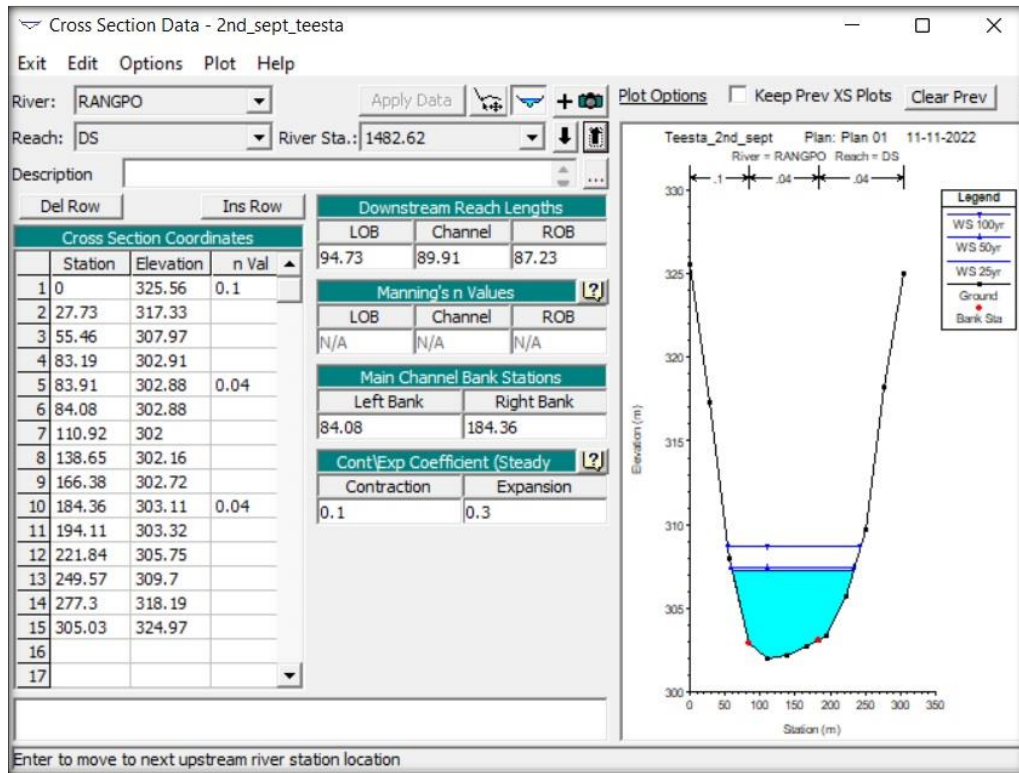 Cross Section Data - 2nd_sept_teesta
Exit Edit Options Plot Help
River: RANGPO
Apply Data
Reach: DS River Sta.: 1482.62
Description
...
Del Row Ins Row
Cross Section Coordinates
Station Elevation n Val
1 0 325.56 0.1
2 27.73 317.33
3 55.46 307.97
4 83.19 302.91
5 83.91 302.88 0.04
6 84.08 302.88
7 110.92 302
8 138.65 302.16
9 166.38 302.72
10 184.36 303.11 0.04
11 194.11 303.32
12 221.84 305.75
13 249.57 309.7
14 277.3 318.19
15 305.03 324.97
16
17
Downstream Reach Lengths
LOB Channel ROB
94.73 89.91 87.23
Manning's n Values
LOB Channel ROB
N/A N/A N/A
Main Channel Bank Stations
Left Bank Right Bank
84.08 184.36
Cont\Exp Coefficient (Steady
Contraction Expansion
0.1 0.3
Plot Options Keep Prev XS Plots Clear Prev
Teesta_2nd_sept Plan: Plan 01 11-11-2022
River = RANGPO Reach = DS
.1 .04 .04
330
325
320
315
310
305
300
Elevation (m)
0 50 100 150 200 250 300 350
Station (m)
Legend
WS 100yr
WS 50yr
WS 25yr
Ground
Bank Sta
Enter to move to next upstream river station location